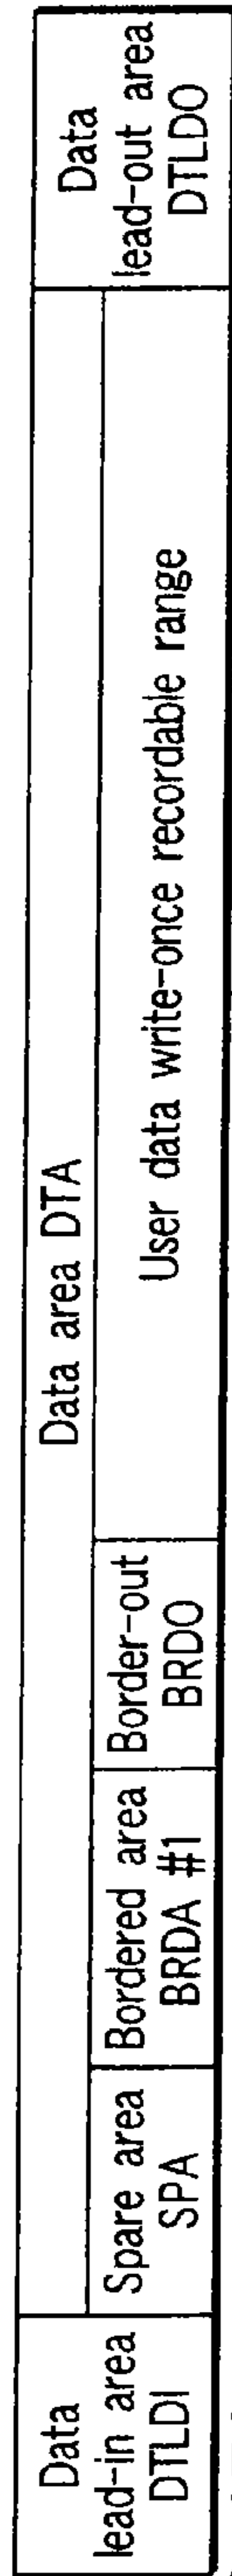 Data
lead-in area
DTLDI
Data area DTA
Spare area
SPA
Bordered area
BRDA #1
Border-out
BRDO
User data write-once recordable range
Data
lead-out area
DTLDO